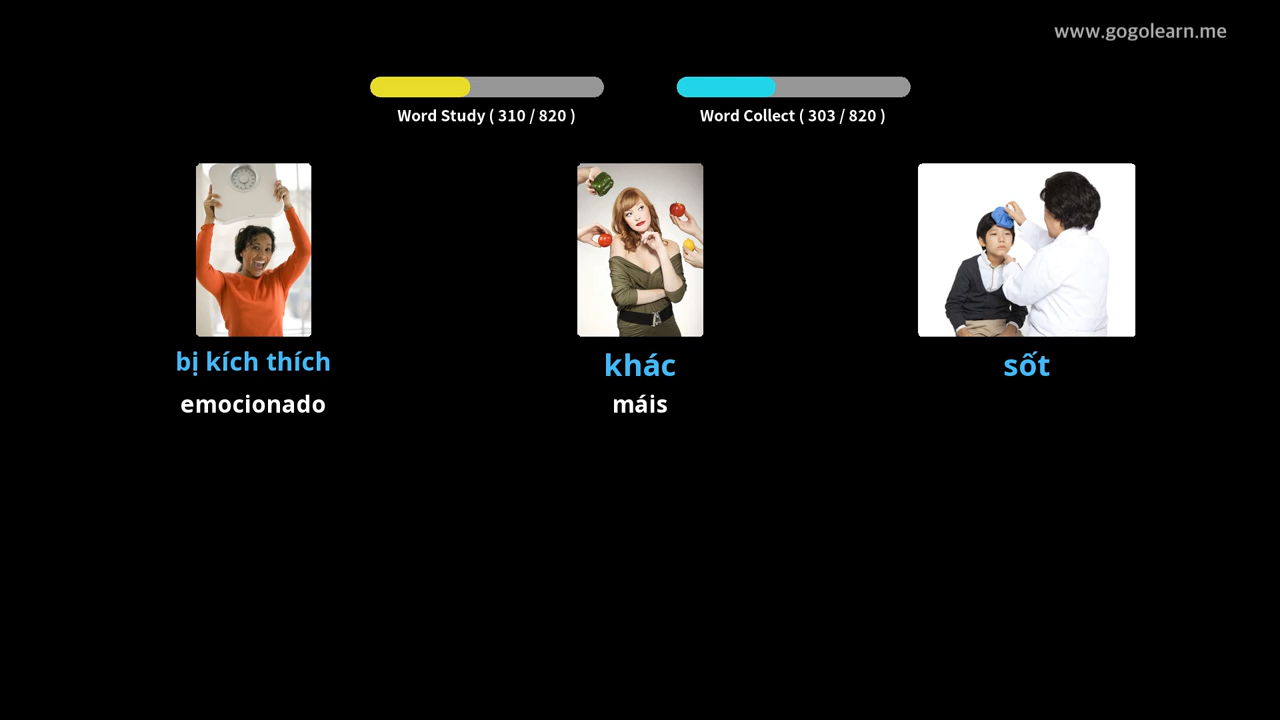 www.gogolearn.me
Word Study ( 310 / 820 )
Word Collect ( 303 / 820 )
bị kích thích
khác
sốt
emocionado
máis